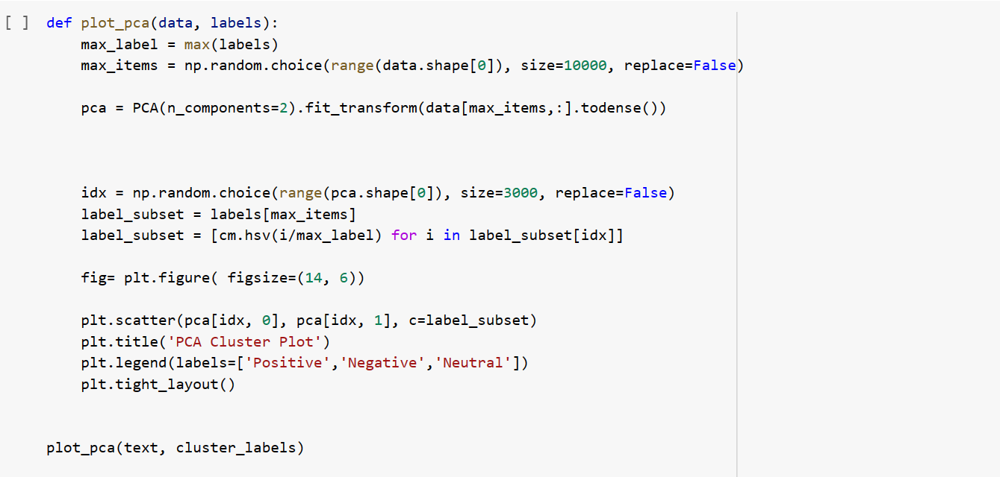 [ ] def plot_pca(data, labels):
    max_label = max(labels)
    max_items = np.random.choice(range(data.shape[0]), size=10000, replace=False)
    pca = PCA(n_components=2).fit_transform(data[max_items,:].todense())
    idx = np.random.choice(range(pca.shape[0]), size=3000, replace=False)
    label_subset = labels[max_items]
    label_subset = [cm.hsv(i/max_label) for i in label_subset[idx]]
    fig= plt.figure( figsize=(14, 6))
    plt.scatter(pca[idx, 0], pca[idx, 1], c=label_subset)
    plt.title('PCA Cluster Plot')
    plt.legend(labels=['Positive','Negative','Neutral'])
    plt.tight_layout()
plot_pca(text, cluster_labels)